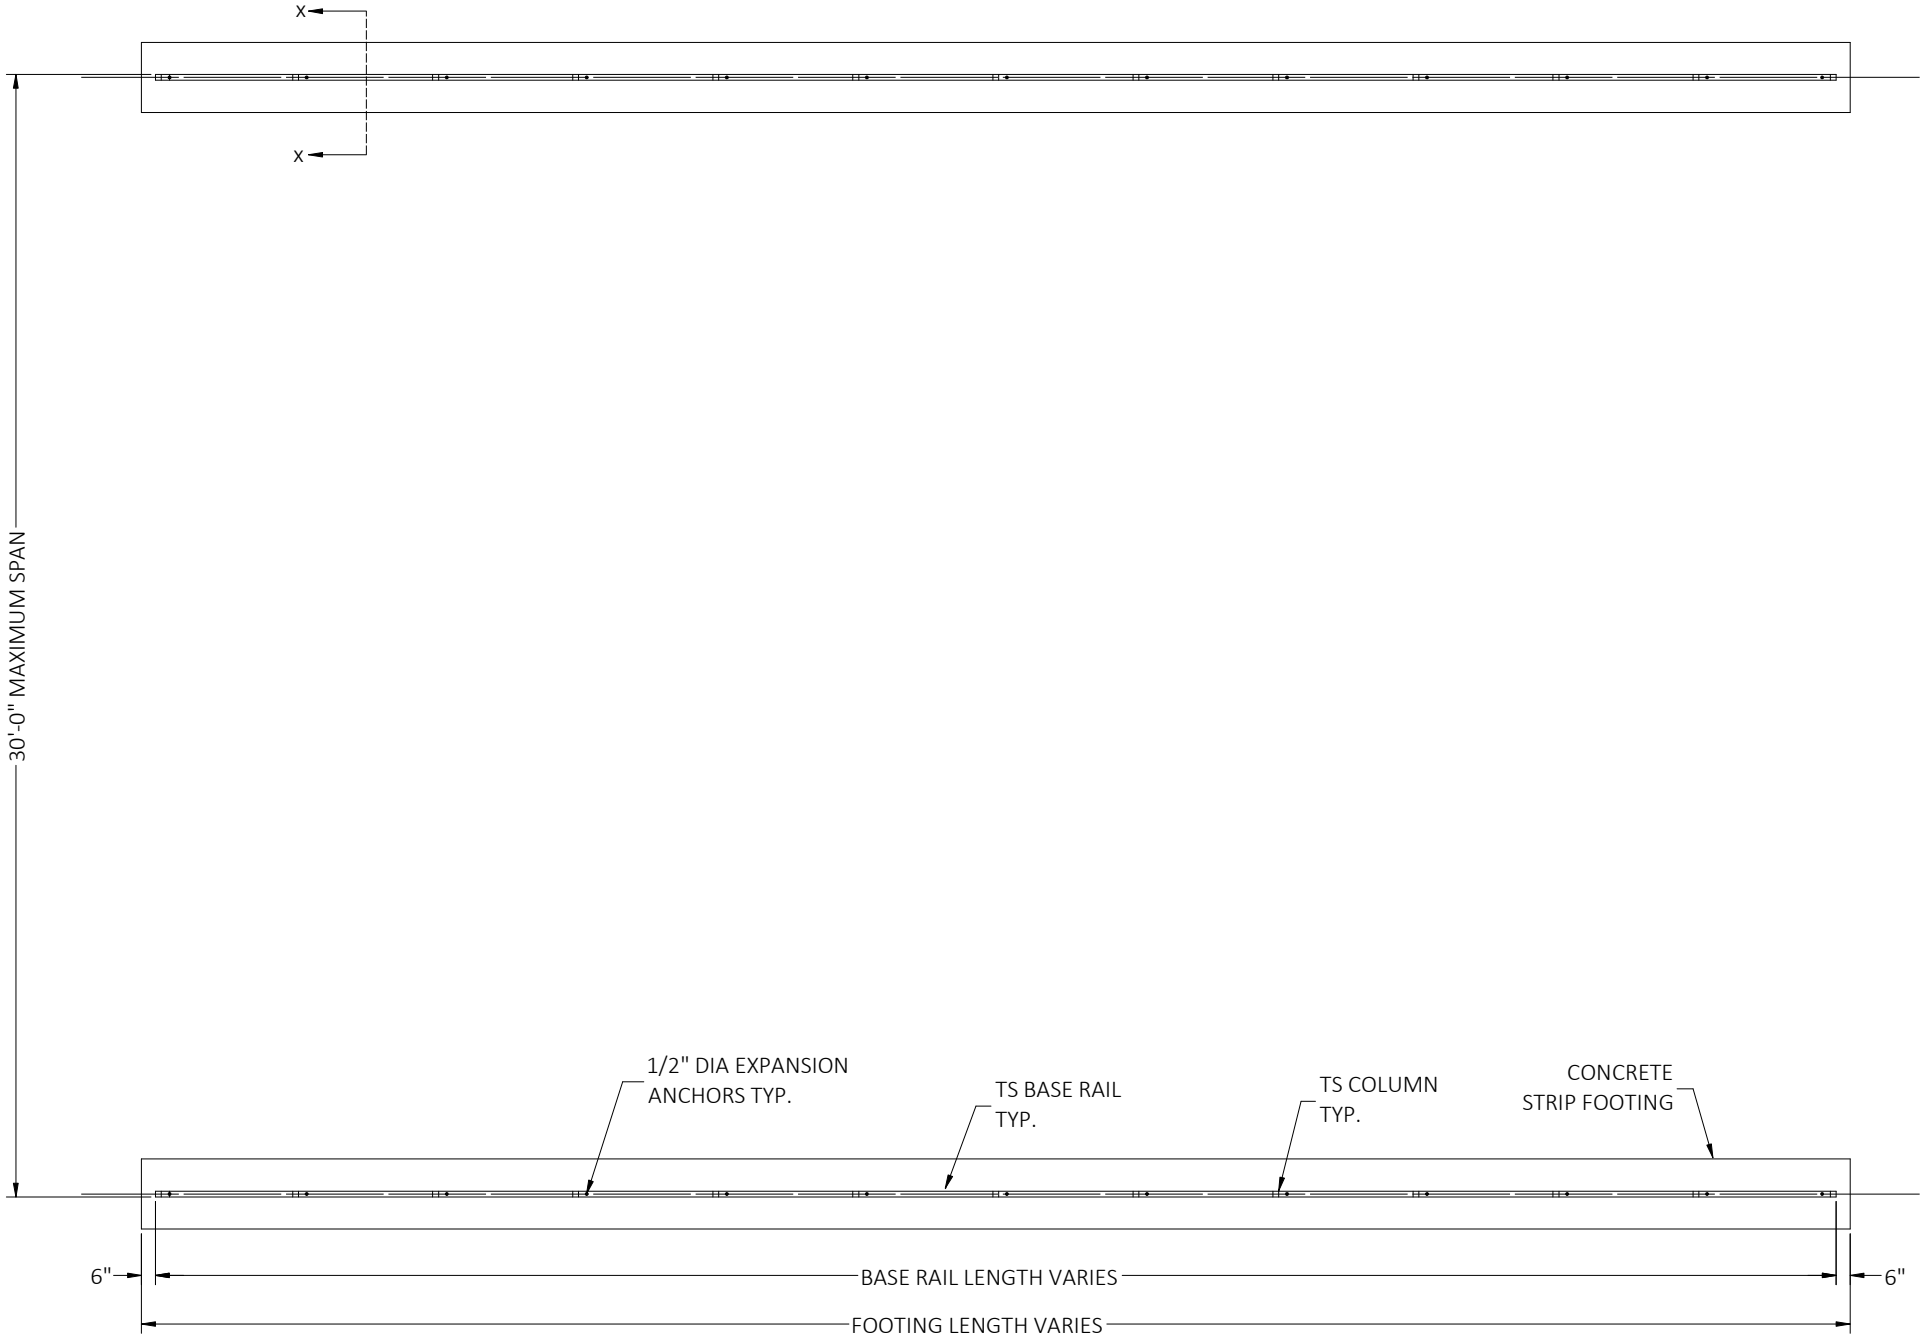 X
X
30'-0" MAXIMUM SPAN
1/2" DIA EXPANSION
ANCHORS TYP.
TS BASE RAIL
TYP.
TS COLUMN
TYP.
CONCRETE
STRIP FOOTING
6"
BASE RAIL LENGTH VARIES
6"
FOOTING LENGTH VARIES